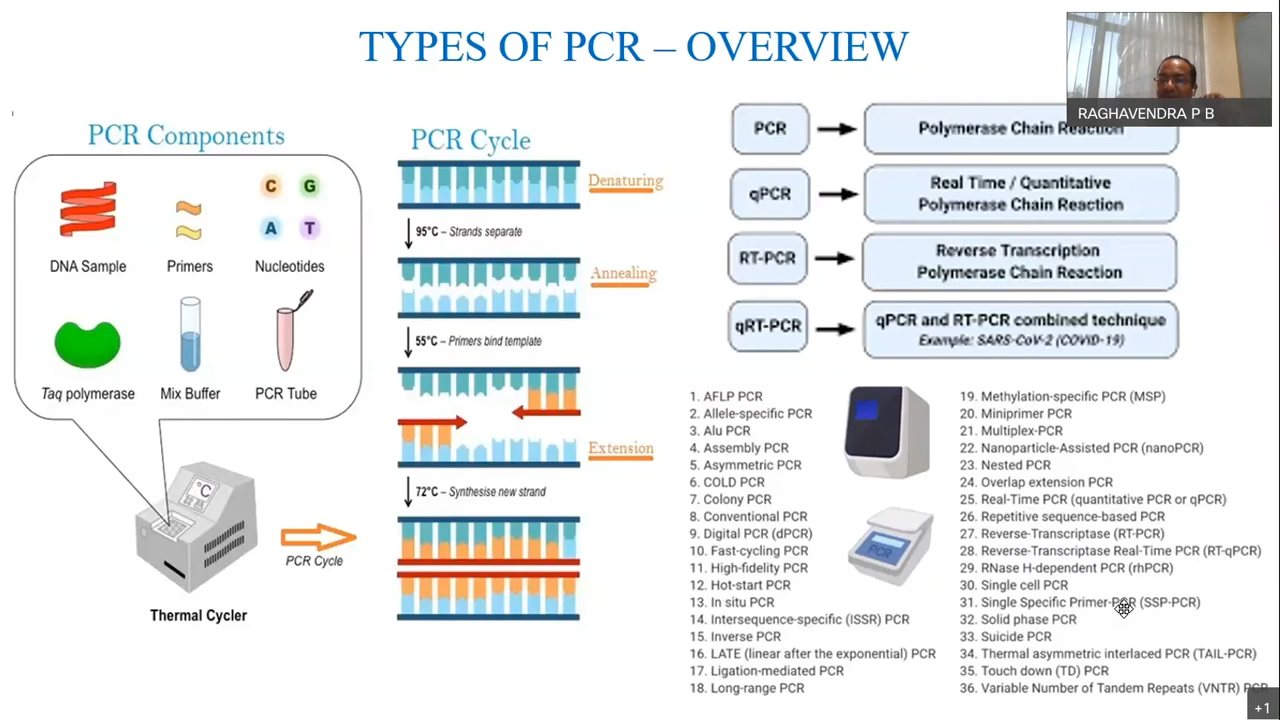 TYPES OF PCR – OVERVIEW
RAGHAVENDRA P B
PCR Components
C
G
A
T
DNA Sample
Primers
Nucleotides
Taq polymerase
Mix Buffer
PCR Tube
°C
Thermal Cycler
PCR Cycle
PCR Cycle
Denaturing
95°C – Strands separate
Annealing
55°C – Primers bind template
Extension
72°C – Synthesise new strand
PCR
Polymerase Chain Reaction
qPCR
Real Time / Quantitative
Polymerase Chain Reaction
RT-PCR
Reverse Transcription
Polymerase Chain Reaction
qRT-PCR
qPCR and RT-PCR combined technique
Example: SARS-CoV-2 (COVID-19)
1. AFLP PCR
2. Allele-specific PCR
3. Alu PCR
4. Assembly PCR
5. Asymmetric PCR
6. COLD PCR
7. Colony PCR
8. Conventional PCR
9. Digital PCR (dPCR)
10. Fast-cycling PCR
11. High-fidelity PCR
12. Hot-start PCR
13. In situ PCR
14. Intersequence-specific (ISSR) PCR
15. Inverse PCR
16. LATE (linear after the exponential) PCR
17. Ligation-mediated PCR
18. Long-range PCR
PCR
19. Methylation-specific PCR (MSP)
20. Miniprimer PCR
21. Multiplex-PCR
22. Nanoparticle-Assisted PCR (nanoPCR)
23. Nested PCR
24. Overlap extension PCR
25. Real-Time PCR (quantitative PCR or qPCR)
26. Repetitive sequence-based PCR
27. Reverse-Transcriptase (RT-PCR)
28. Reverse-Transcriptase Real-Time PCR (RT-qPCR)
29. RNase H-dependent PCR (rhPCR)
30. Single cell PCR
31. Single Specific Primer-PCR (SSP-PCR)
32. Solid phase PCR
33. Suicide PCR
34. Thermal asymmetric interlaced PCR (TAIL-PCR)
35. Touch down (TD) PCR
36. Variable Number of Tandem Repeats (VNTR) PCR
+1